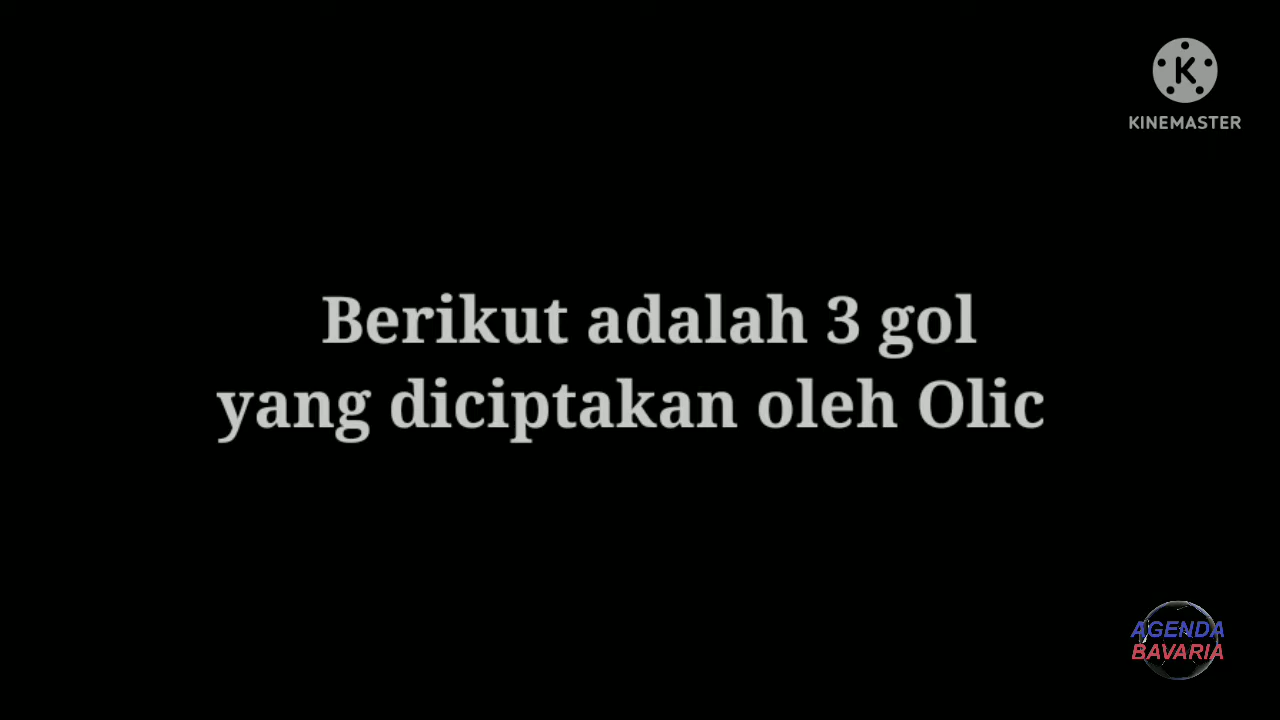 K
KINEMASTER
Berikut adalah 3 gol
yang diciptakan oleh Olic
AGENDA
BAVARIA